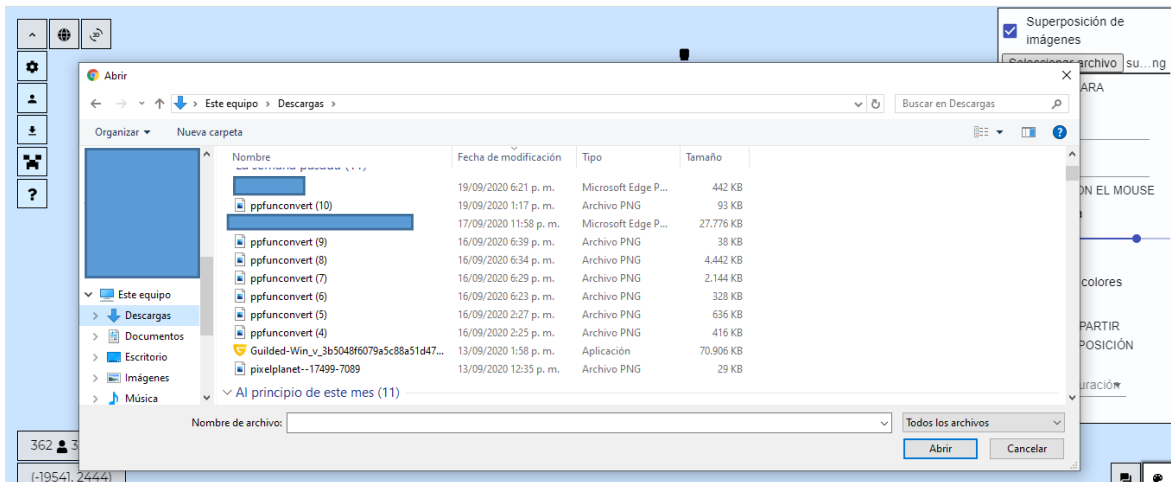 Superposición de
imágenes
Seleccionar archivo su...ng
Abrir
ARA
Este equipo > Descargas >
Buscar en Descargas
Organizar
Nueva carpeta
?
Nombre
Fecha de modificación
Tipo
Tamaño
La semana pasada (11)
19/09/2020 6:21 p. m. Microsoft Edge P... 442 KB
?
ON EL MOUSE
ppfunconvert (10) 19/09/2020 1:17 p. m. Archivo PNG 93 KB
17/09/2020 11:58 p. m. Microsoft Edge P... 27.776 KB
ppfunconvert (9) 16/09/2020 6:39 p. m. Archivo PNG 38 KB
ppfunconvert (8) 16/09/2020 6:34 p. m. Archivo PNG 4.442 KB
ppfunconvert (7) 16/09/2020 6:29 p. m. Archivo PNG 2.144 KB
colores
Este equipo
ppfunconvert (6) 16/09/2020 6:23 p. m. Archivo PNG 328 KB
Descargas
ppfunconvert (5) 16/09/2020 2:27 p. m. Archivo PNG 636 KB
PARTIR
Documentos
ppfunconvert (4) 16/09/2020 2:25 p. m. Archivo PNG 416 KB
POSICIÓN
Escritorio
Guilded-Win_v_3b5048f6079a5c88a51d47... 13/09/2020 1:58 p. m. Aplicación 70.906 KB
Imágenes
pixelplanet--17499-7089 13/09/2020 12:35 p. m. Archivo PNG 29 KB
uración
Música
Al principio de este mes (11)
Nombre de archivo:
Todos los archivos
362 3
Abrir
Cancelar
(-19541, 2444)